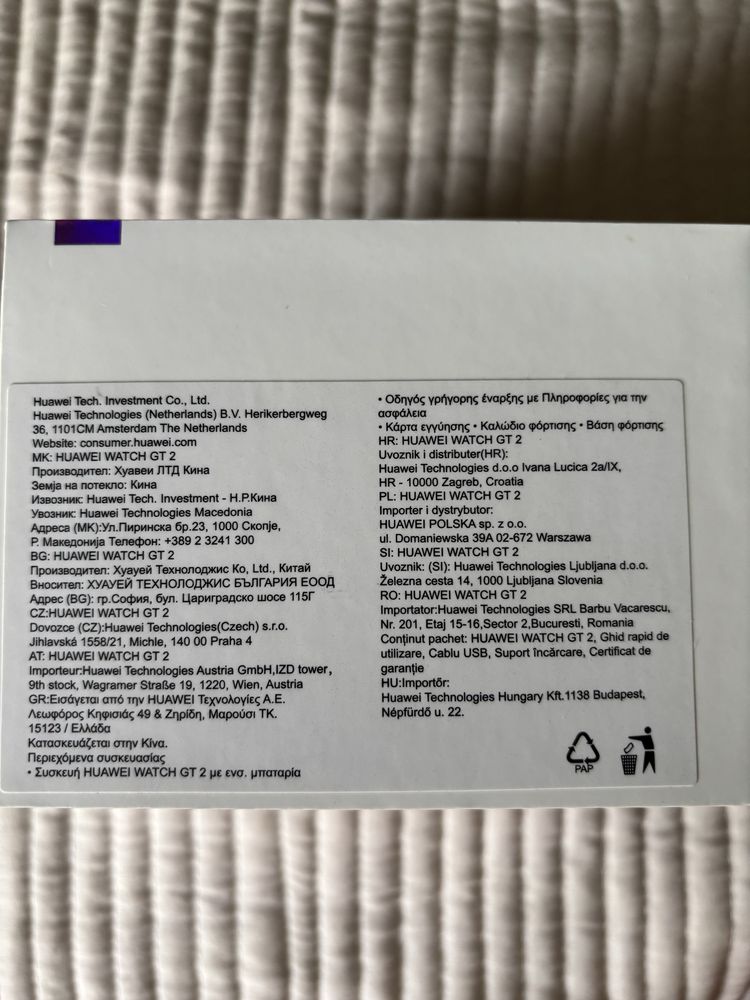 Huawei Tech. Investment Co., Ltd.
Huawei Technologies (Netherlands) B.V. Herikerbergweg
36, 1101CM Amsterdam The Netherlands
Website: consumer.huawei.com
MK: HUAWEI WATCH GT 2
Производител: Хуавеи ЛТД Кина
Земја на потекло: Кина
Извозник: Huawei Tech. Investment - Н.Р.Кина
Увозник: Huawei Technologies Macedonia
Адреса (МК):Ул.Пиринска бр.23, 1000 Скопје,
Р. Македонија Телефон: +389 2 3241 300
BG: HUAWEI WATCH GT 2
Производител: Хуауей Технолоджис Ко, Ltd., Китай
Вносител: ХУАУЕЙ ТЕХНОЛОДЖИС БЪЛГАРИЯ ЕООД
Адрес (BG): гр.София, бул. Цариградско шосе 115Г
CZ:HUAWEI WATCH GT 2
Dovozce (CZ):Huawei Technologies(Czech) s.r.o.
Jihlavská 1558/21, Michle, 140 00 Praha 4
AT: HUAWEI WATCH GT 2
Importeur:Huawei Technologies Austria GmbH,IZD tower,
9th stock, Wagramer Straße 19, 1220, Wien, Austria
GR:Εισάγεται από την HUAWEI Τεχνολογίες Α.Ε.
Λεωφόρος Κηφισιάς 49 & Ζηρίδη, Μαρούσι ΤΚ.
15123 / Ελλάδα
Κατασκευάζεται στην Κίνα.
Περιεχόμενα συσκευασίας
• Συσκευή HUAWEI WATCH GT 2 με ενσ. μπαταρία
• Οδηγός γρήγορης έναρξης με Πληροφορίες για την
ασφάλεια
• Κάρτα εγγύησης • Καλώδιο φόρτισης • Βάση φόρτισης
HR: HUAWEI WATCH GT 2
Uvoznik i distributer(HR):
Huawei Technologies d.o.o Ivana Lucica 2a/IX,
HR - 10000 Zagreb, Croatia
PL: HUAWEI WATCH GT 2
Importer i dystrybutor:
HUAWEI POLSKA sp. z o.o.
ul. Domaniewska 39A 02-672 Warszawa
SI: HUAWEI WATCH GT 2
Uvoznik: (SI): Huawei Technologies Ljubljana d.o.o.
Železna cesta 14, 1000 Ljubljana Slovenia
RO: HUAWEI WATCH GT 2
Importator:Huawei Technologies SRL Barbu Vacarescu,
Nr. 201, Etaj 15-16,Sector 2,Bucuresti, Romania
Conținut pachet: HUAWEI WATCH GT 2, Ghid rapid de
utilizare, Cablu USB, Suport încărcare, Certificat de
garanție
HU:Importőr:
Huawei Technologies Hungary Kft.1138 Budapest,
Népfürdő u. 22.
PAP